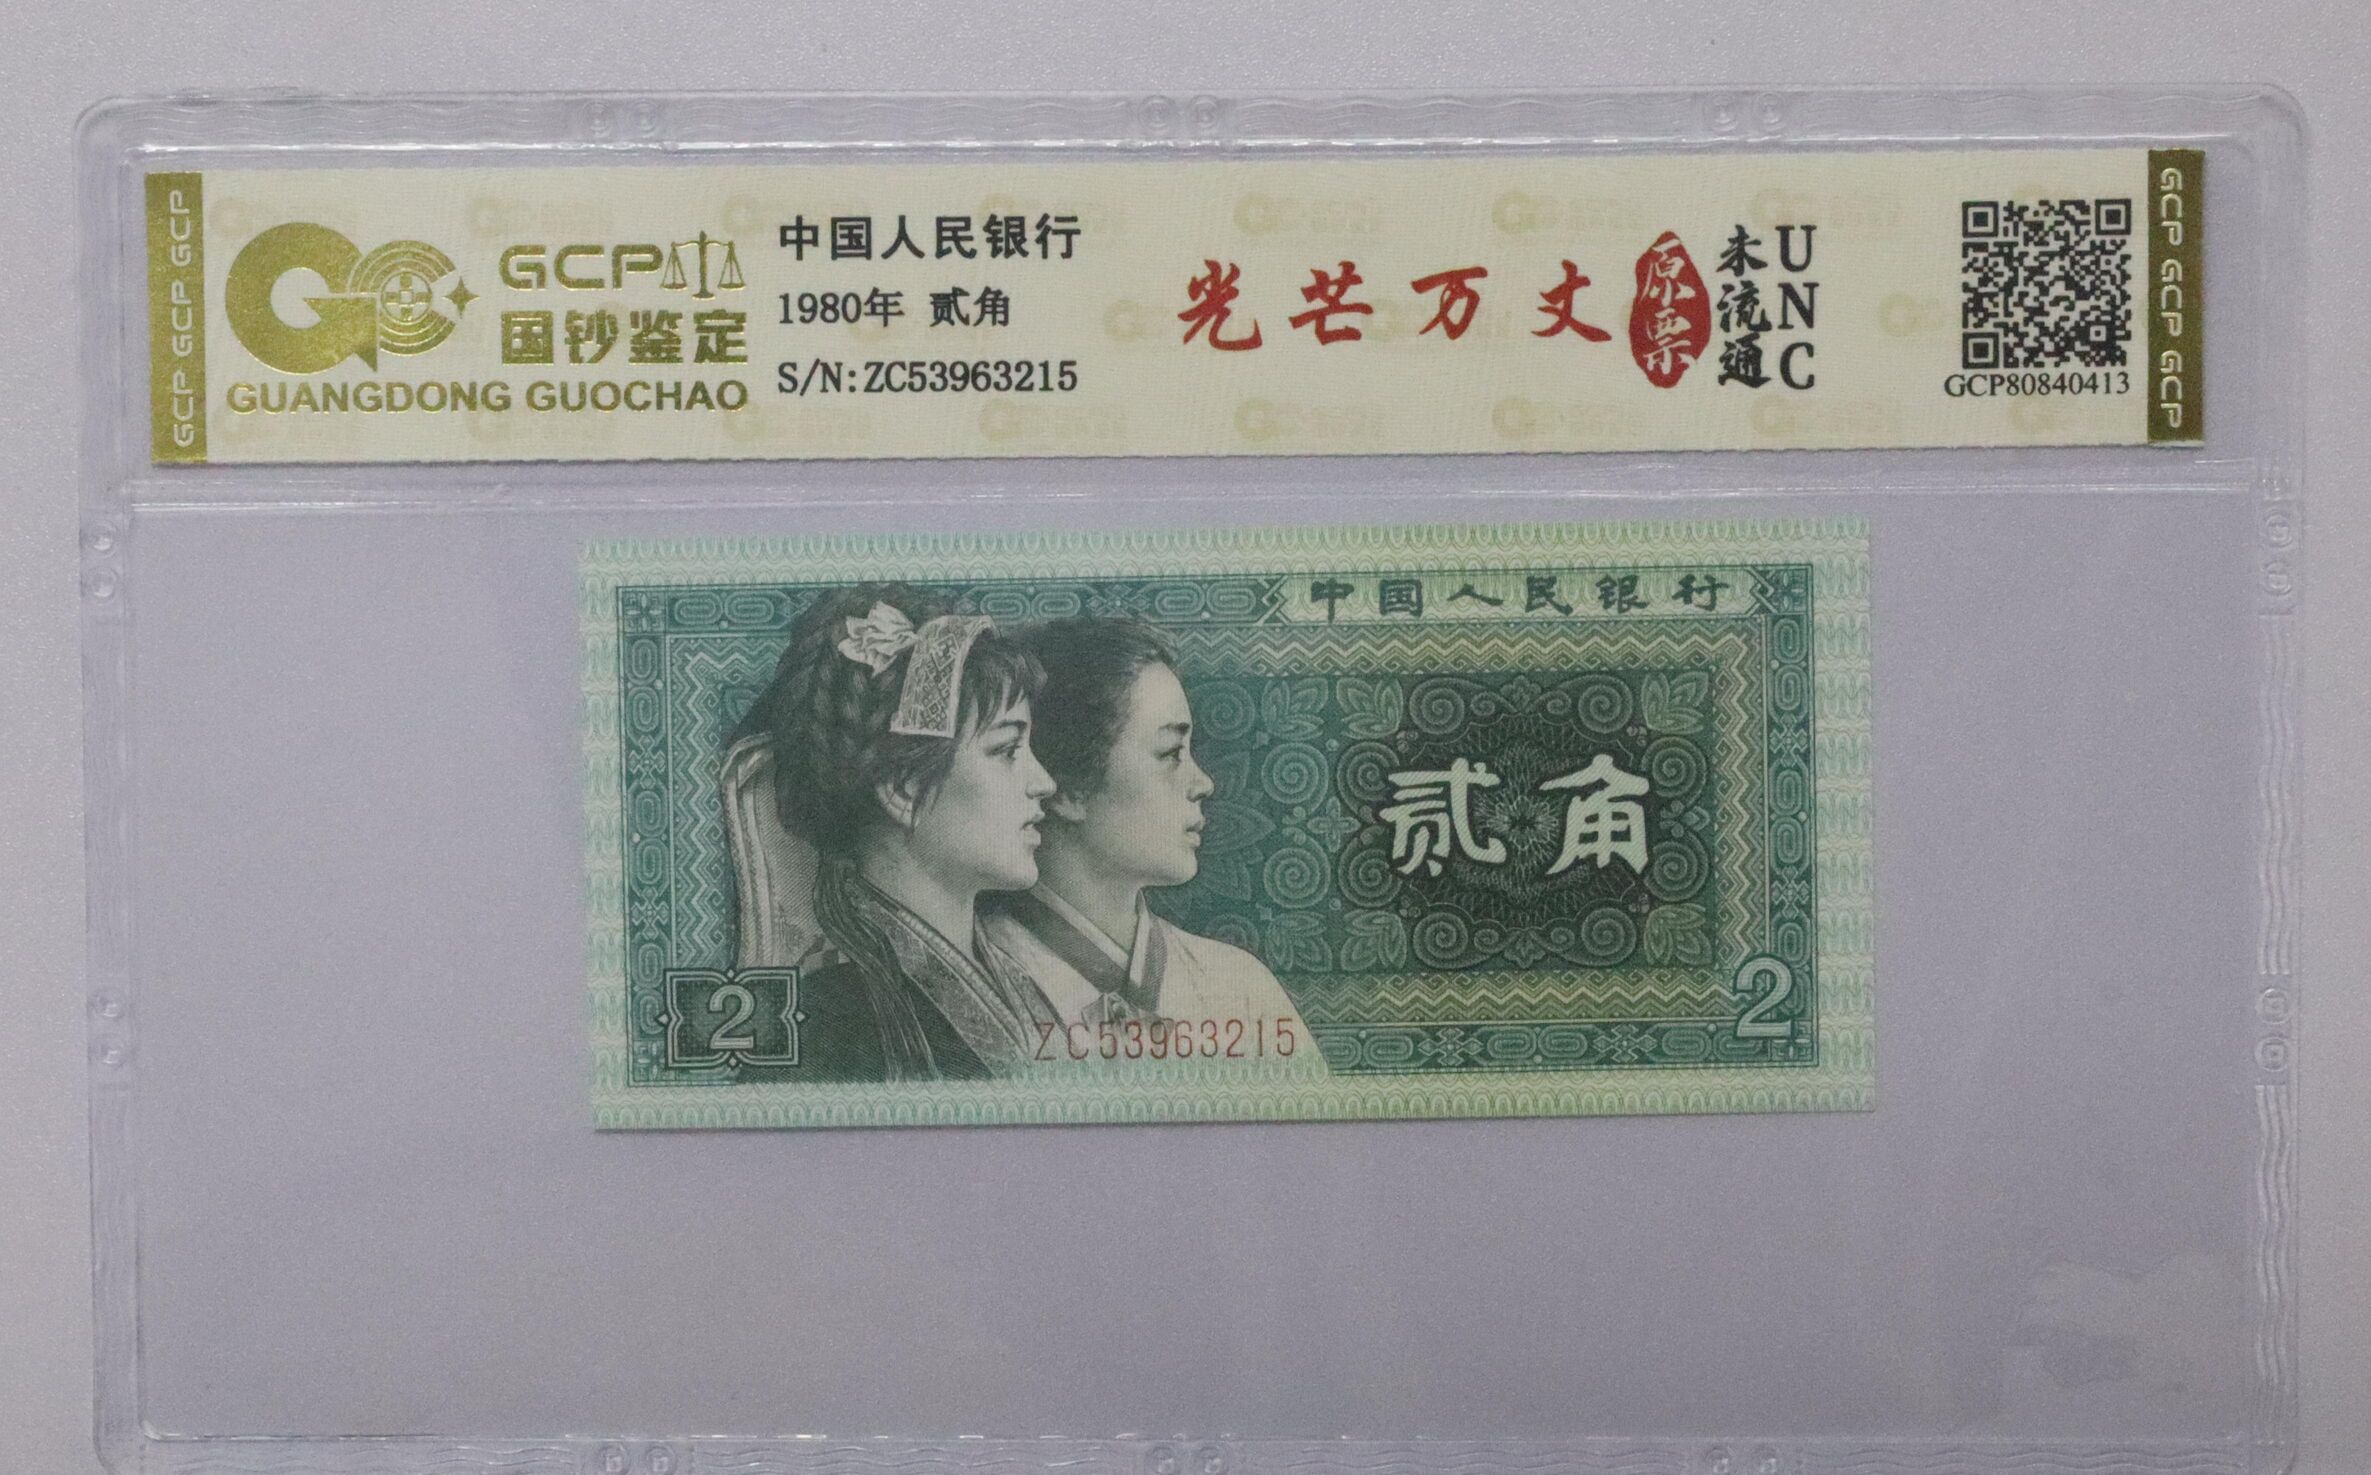 GCP GCP GCP
GCP
国钞鉴定
GUANGDONG GUOCHAO
中国人民银行
1980年 贰角
S/N:ZC53963215
光芒万丈
原票
未流通
UNC
GCP80840413
GCP GCP GCP
中国人民银行
贰角
2
ZC53963215
2